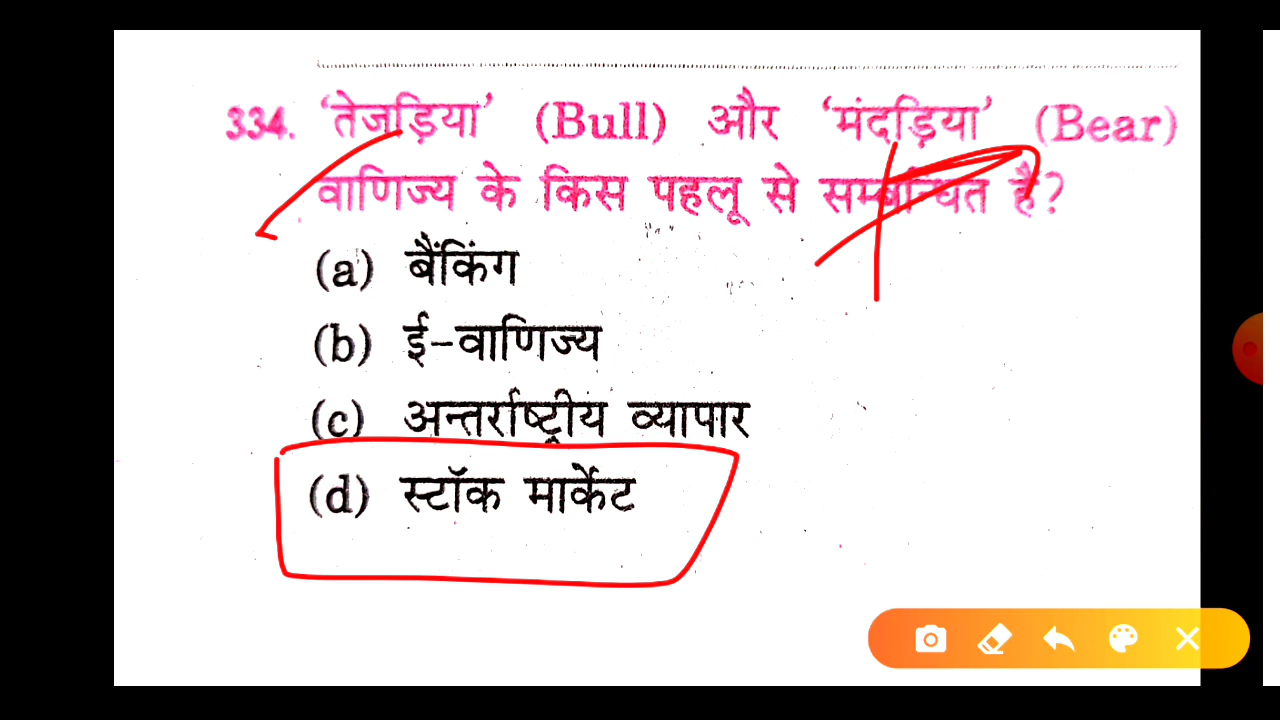 334. 'तेजड़िया' (Bull) और 'मंदड़िया' (Bear)
वाणिज्य के किस पहलू से सम्बन्धित है?
(a) बैंकिंग
(b) ई-वाणिज्य
(c) अन्तर्राष्ट्रीय व्यापार
(d) स्टॉक मार्केट